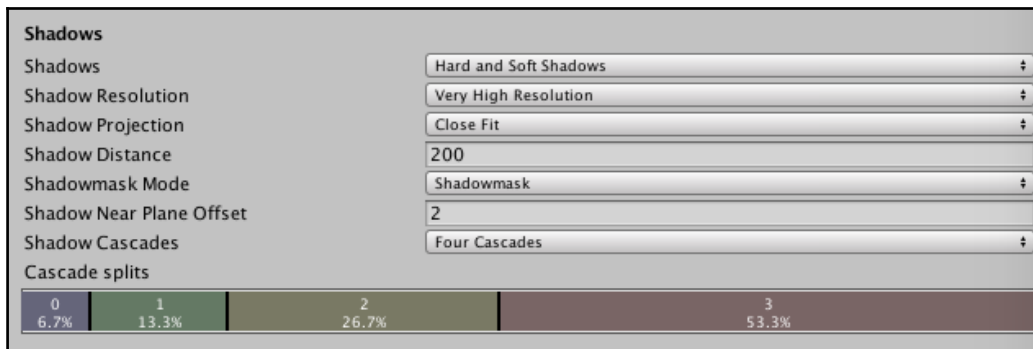 Shadows
Shadows Hard and Soft Shadows
Shadow Resolution Very High Resolution
Shadow Projection Close Fit
Shadow Distance 200
Shadowmask Mode Shadowmask
Shadow Near Plane Offset 2
Shadow Cascades Four Cascades
Cascade splits
0 1 2 3
6.7% 13.3% 26.7% 53.3%